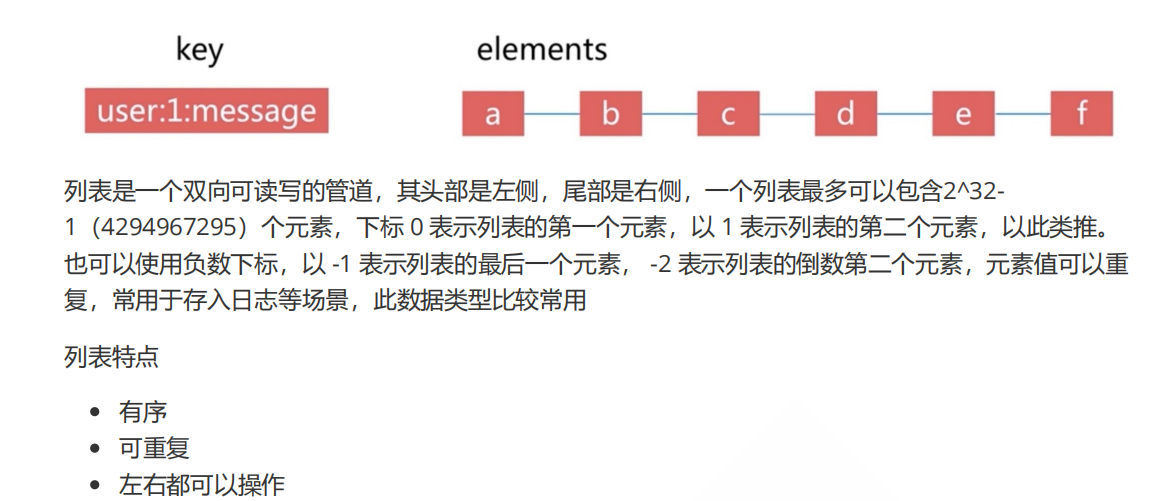 key elements
user:1:message a b c d e f
列表是一个双向可读写的管道，其头部是左侧，尾部是右侧，一个列表最多可以包含2^32-
1（4294967295）个元素，下标 0 表示列表的第一个元素，以 1 表示列表的第二个元素，以此类推。
也可以使用负数下标，以 -1 表示列表的最后一个元素， -2 表示列表的倒数第二个元素，元素值可以重
复，常用于存入日志等场景，此数据类型比较常用
列表特点
• 有序
• 可重复
• 左右都可以操作